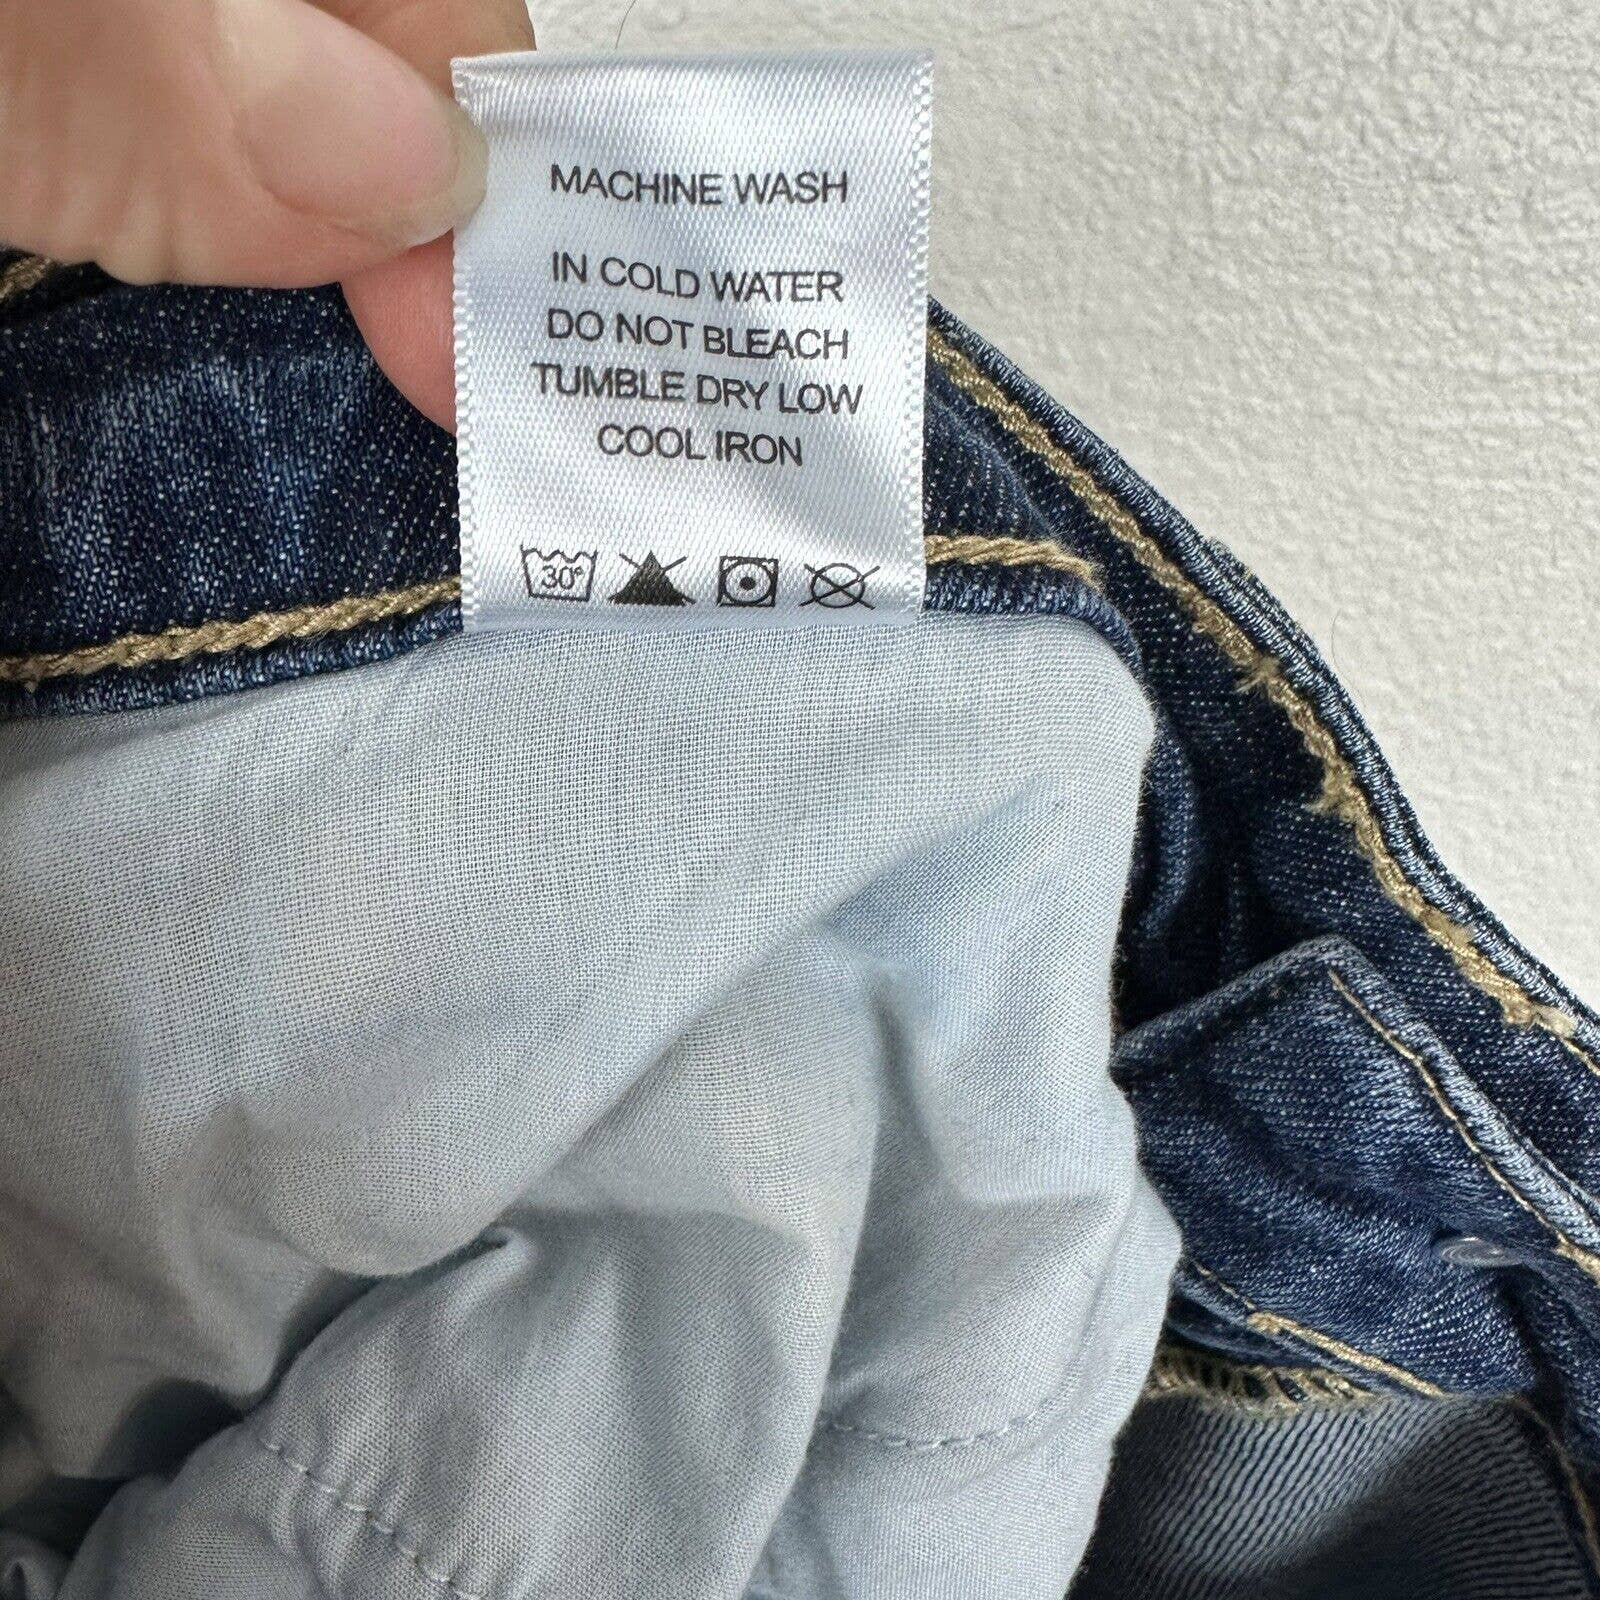 MACHINE WASH
IN COLD WATER
DO NOT BLEACH
TUMBLE DRY LOW
COOL IRON
30°